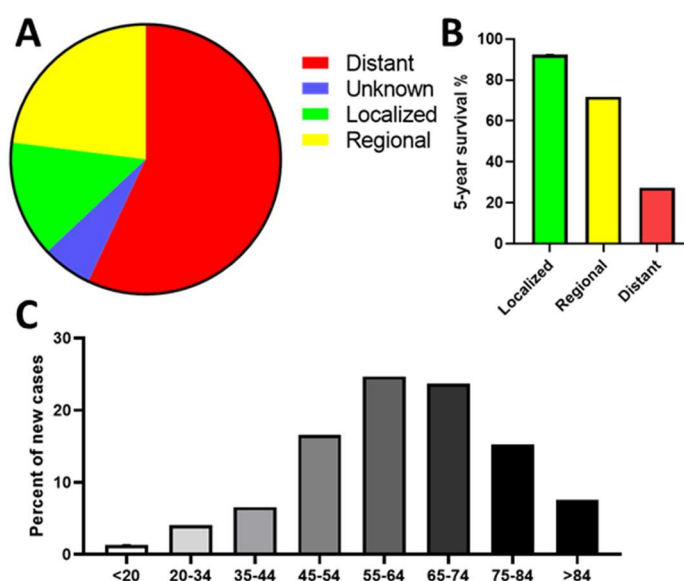 A
Distant
Unknown
Localized
Regional
B
5-year survival %
100
80
60
40
20
0
Localized
Regional
Distant
C
Percent of new cases
30
20
10
0
<20 20-34 35-44 45-54 55-64 65-74 75-84 >84